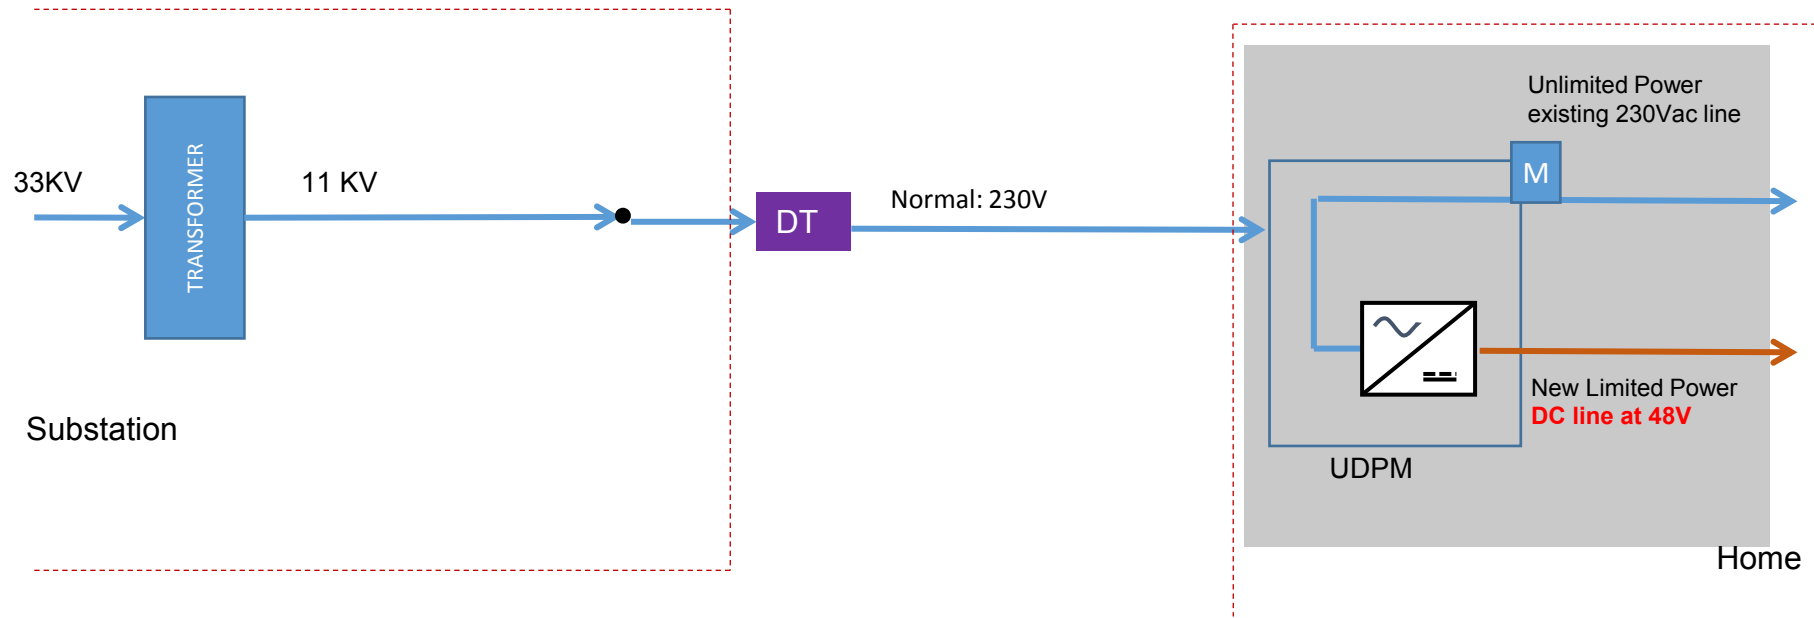 33KV
TRANSFORMER
11 KV
DT
Normal: 230V
Unlimited Power
existing 230Vac line
M
New Limited Power
DC line at 48V
UDPM
Substation
Home